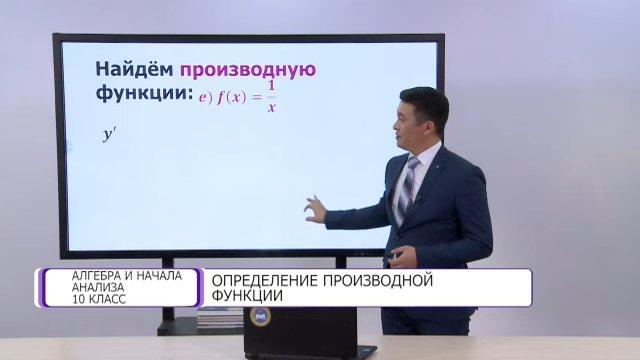 Найдём производную
функции: e) f(x) = 1/x
y'
АЛГЕБРА И НАЧАЛА
АНАЛИЗА
10 КЛАСС
ОПРЕДЕЛЕНИЕ ПРОИЗВОДНОЙ
ФУНКЦИИ